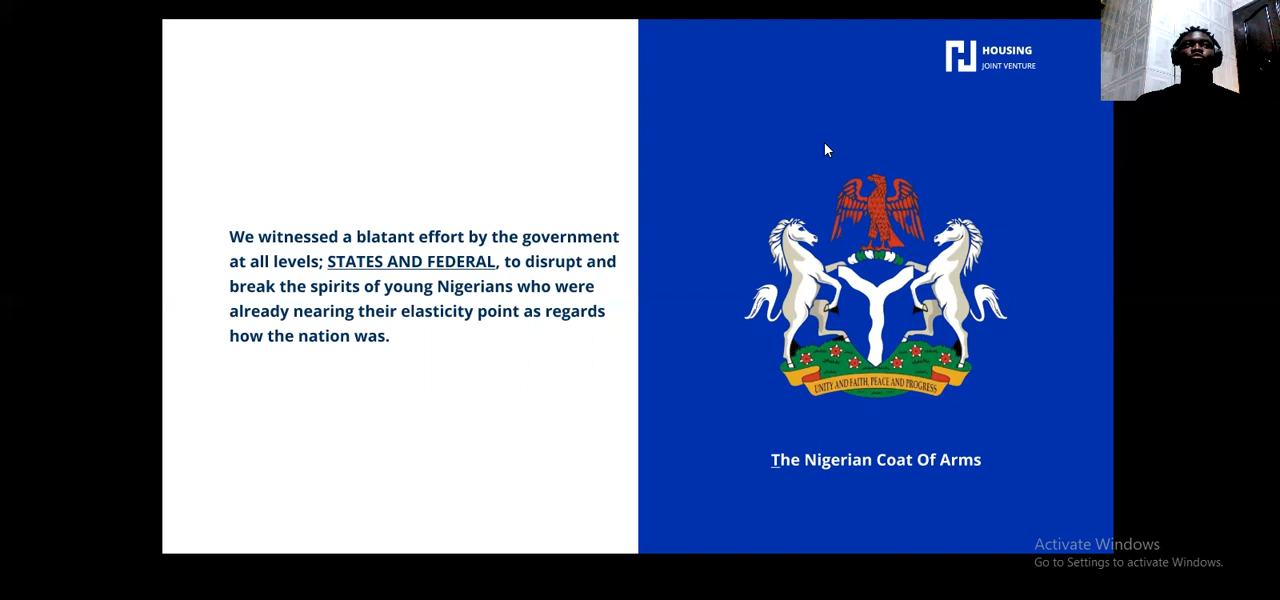 HOUSING
JOINT VENTURE
We witnessed a blatant effort by the government
at all levels; STATES AND FEDERAL, to disrupt and
break the spirits of young Nigerians who were
already nearing their elasticity point as regards
how the nation was.
UNITY AND FAITH, PEACE AND PROGRESS
The Nigerian Coat Of Arms
Activate Windows
Go to Settings to activate Windows.